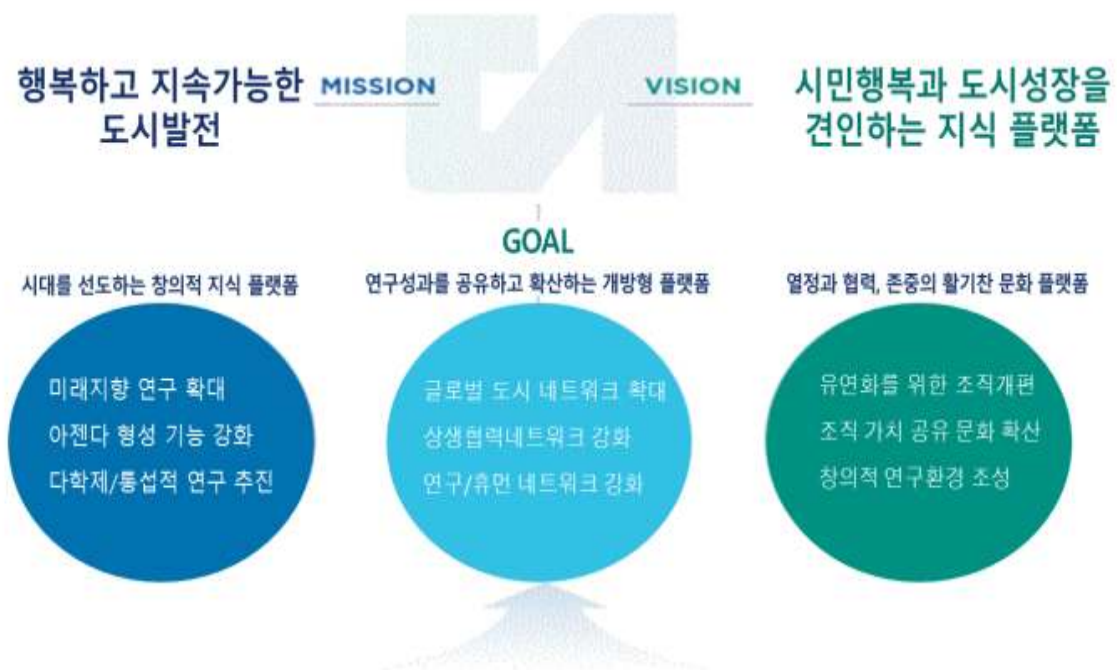 행복하고 지속가능한
도시발전
MISSION
VISION
시민행복과 도시성장을
견인하는 지식 플랫폼
GOAL
시대를 선도하는 창의적 지식 플랫폼
미래지향 연구 확대
아젠다 형성 기능 강화
다학제/통섭적 연구 추진
연구성과를 공유하고 확산하는 개방형 플랫폼
글로벌 도시 네트워크 확대
상생협력네트워크 강화
연구/휴먼 네트워크 강화
열정과 협력, 존중의 활기찬 문화 플랫폼
유연화를 위한 조직개편
조직 가치 공유 문화 확산
창의적 연구환경 조성